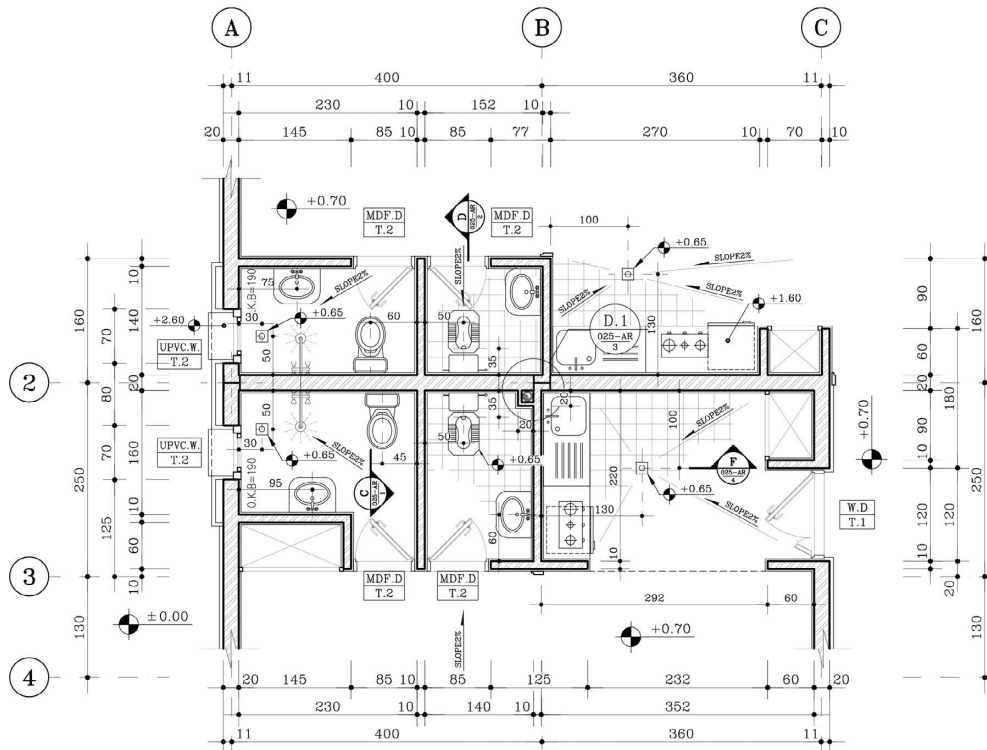 A B C
11 400 360 11
230 10 152 10
20 145 85 10 85 77 270 10 70 10
+0.70
MDF.D
T.2
D
025-AR
2
MDF.D
T.2
100
+0.65
SLOPE2%
SLOPE2%
SLOPE2%
SLOPE2%
SLOPE2%
+1.60
O.K.B=190
75
30
+0.65
50
60
50
35
130
D.1
025-AR
3
+2.60
UPVC.W.
T.2
160
10
140
70
20
80
2
90
60
20
160
180
35
20
20
100
+0.70
UPVC.W.
T.2
50
30
+0.65
O.K.B=190
95
SLOPE2%
45
C
025-AR
1
50
+0.65
60
220
130
10
SLOPE2%
SLOPE2%
F
025-AR
4
+0.65
W.D
T.1
250
70
160
125
10
60
10
90
10
120
10
120
20
250
3
MDF.D
T.2
MDF.D
T.2
±0.00
130
SLOPE2%
292 60
+0.70
130
4
20 145 85 10 85 125 232 60 20
230 10 140 10 352
11 400 360 11